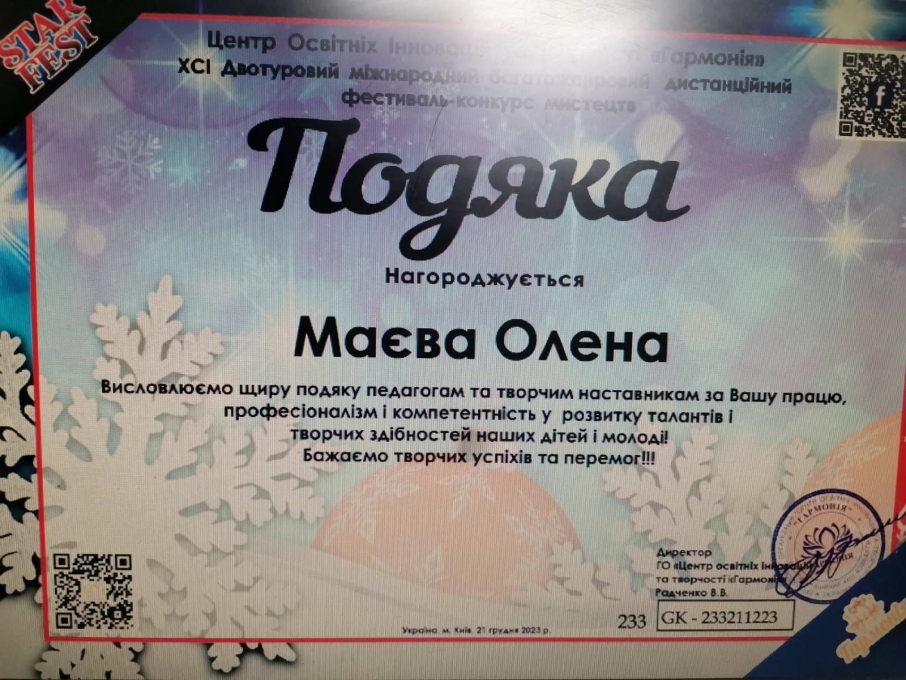 STAR
FEST
Центр Освітніх Інновацій «Гармонія»
XCI Двотуровий міжнародний багатожанровий дистанційний
фестиваль-конкурс мистецтв
Подяка
Нагороджується
Маєва Олена
Висловлюємо щиру подяку педагогам та творчим наставникам за Вашу працю,
професіоналізм і компетентність у розвитку талантів і
творчих здібностей наших дітей і молоді!
Бажаємо творчих успіхів та перемог!!!
Директор
ГО «Центр освітніх інновацій
та творчості «Гармонія»
Радченко В.В.
233 GK - 233211223
Україна м. Київ, 21 грудня 2023 р.
"ГАРМОНІЯ"
Гармонія